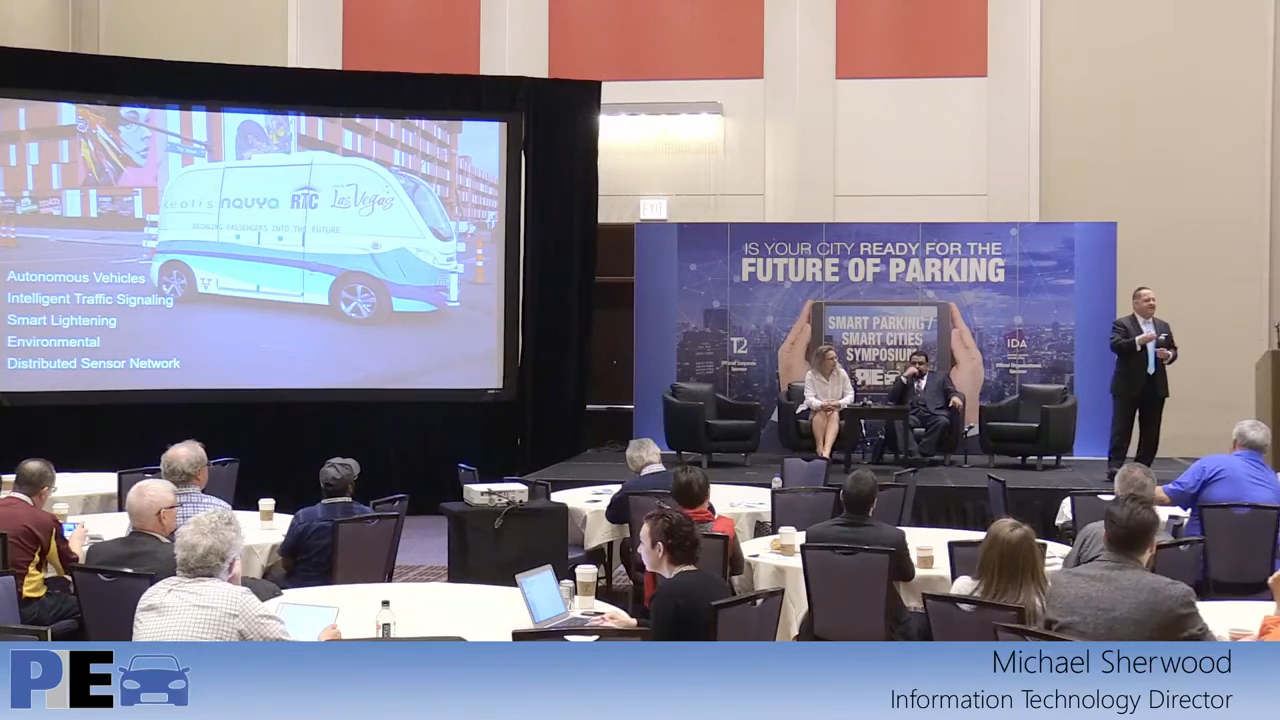 keolis navya RTC Las Vegas
BRINGING PASSENGERS INTO THE FUTURE
Autonomous Vehicles
Intelligent Traffic Signaling
Smart Lightening
Environmental
Distributed Sensor Network
EXIT
IS YOUR CITY READY FOR THE
FUTURE OF PARKING
SMART PARKING /
SMART CITIES
SYMPOSIUM
PIE
T2
IDA
PIE
Michael Sherwood
Information Technology Director